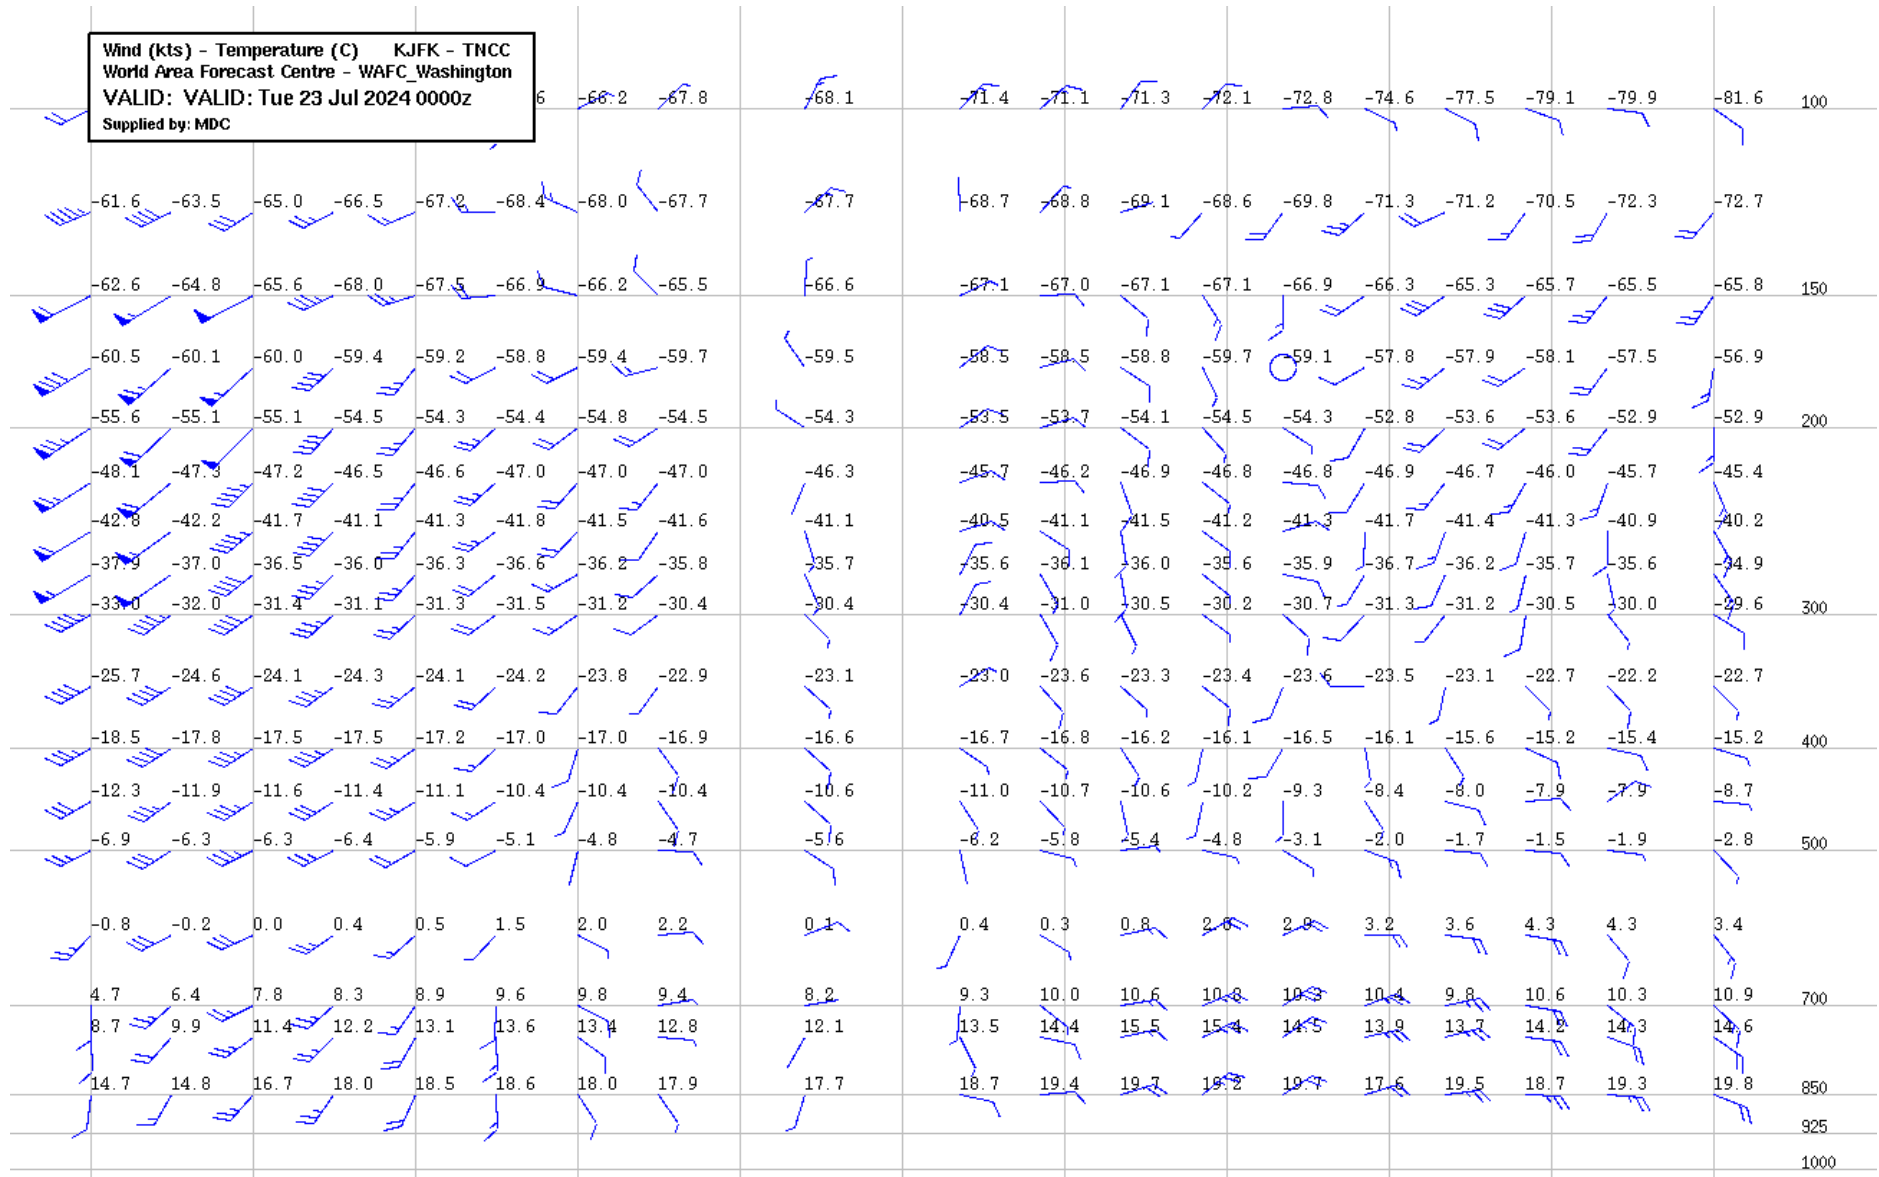 Wind (kts) - Temperature (C) KJFK - TNCC
World Area Forecast Centre - WAFC_Washington
VALID: VALID: Tue 23 Jul 2024 0000z
Supplied by: MDC
6 -66.2 -67.8 -68.1 -71.4 -71.1 -71.3 -72.1 -72.8 -74.6 -77.5 -79.1 -79.9 -81.6 100
-61.6 -63.5 -65.0 -66.5 -67.2 -68.4 -68.0 -67.7 -67.7 -68.7 -68.8 -69.1 -68.6 -69.8 -71.3 -71.2 -70.5 -72.3 -72.7
-62.6 -64.8 -65.6 -68.0 -67.5 -66.9 -66.2 -65.5 -66.6 -67.1 -67.0 -67.1 -67.1 -66.9 -66.3 -65.3 -65.7 -65.5 -65.8 150
-60.5 -60.1 -60.0 -59.4 -59.2 -58.8 -59.4 -59.7 -59.5 -58.5 -58.5 -58.8 -59.7 -59.1 -57.8 -57.9 -58.1 -57.5 -56.9
-55.6 -55.1 -55.1 -54.5 -54.3 -54.4 -54.8 -54.5 -54.3 -53.5 -53.7 -54.1 -54.5 -54.3 -52.8 -53.6 -53.6 -52.9 -52.9 200
-48.1 -47.3 -47.2 -46.5 -46.6 -47.0 -47.0 -47.0 -46.3 -45.7 -46.2 -46.9 -46.8 -46.8 -46.9 -46.7 -46.0 -45.7 -45.4
-42.8 -42.2 -41.7 -41.1 -41.3 -41.8 -41.5 -41.6 -41.1 -40.5 -41.1 -41.5 -41.2 -41.3 -41.7 -41.4 -41.3 -40.9 -40.2
-37.9 -37.0 -36.5 -36.0 -36.3 -36.6 -36.2 -35.8 -35.7 -35.6 -36.1 -36.0 -35.6 -35.9 -36.7 -36.2 -35.7 -35.6 -34.9
-33.0 -32.0 -31.4 -31.1 -31.3 -31.5 -31.2 -30.4 -30.4 -30.4 -31.0 -30.5 -30.2 -30.7 -31.3 -31.2 -30.5 -30.0 -29.6 300
-25.7 -24.6 -24.1 -24.3 -24.1 -24.2 -23.8 -22.9 -23.1 -23.0 -23.6 -23.3 -23.4 -23.6 -23.5 -23.1 -22.7 -22.2 -22.7
-18.5 -17.8 -17.5 -17.5 -17.2 -17.0 -17.0 -16.9 -16.6 -16.7 -16.8 -16.2 -16.1 -16.5 -16.1 -15.6 -15.2 -15.4 -15.2 400
-12.3 -11.9 -11.6 -11.4 -11.1 -10.4 -10.4 -10.4 -10.6 -11.0 -10.7 -10.6 -10.2 -9.3 -8.4 -8.0 -7.9 -7.9 -8.7
-6.9 -6.3 -6.3 -6.4 -5.9 -5.1 -4.8 -4.7 -5.6 -6.2 -5.8 -5.4 -4.8 -3.1 -2.0 -1.7 -1.5 -1.9 -2.8 500
-0.8 -0.2 0.0 0.4 0.5 1.5 2.0 2.2 0.1 0.4 0.3 0.8 2.9 3.2 3.6 4.3 4.3 3.4
4.7 6.4 7.8 8.3 8.9 9.6 9.8 9.4 8.2 9.3 10.0 10.6 10.8 10.3 10.4 9.8 10.6 10.3 10.9 700
8.7 9.9 11.4 12.2 13.1 13.6 13.4 12.8 12.1 13.5 14.4 15.5 15.4 14.5 13.9 13.7 14.2 14.3 14.6
14.7 14.8 16.7 18.0 18.5 18.6 18.0 17.9 17.7 18.7 19.4 19.7 19.2 19.7 17.6 19.5 18.7 19.3 19.8 850
925
1000